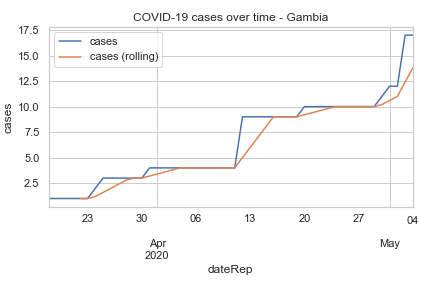 COVID-19 cases over time - Gambia
17.5
15.0
12.5
10.0
7.5
5.0
2.5
cases
cases
cases (rolling)
23
30
06
13
20
27
04
Apr
2020
May
dateRep